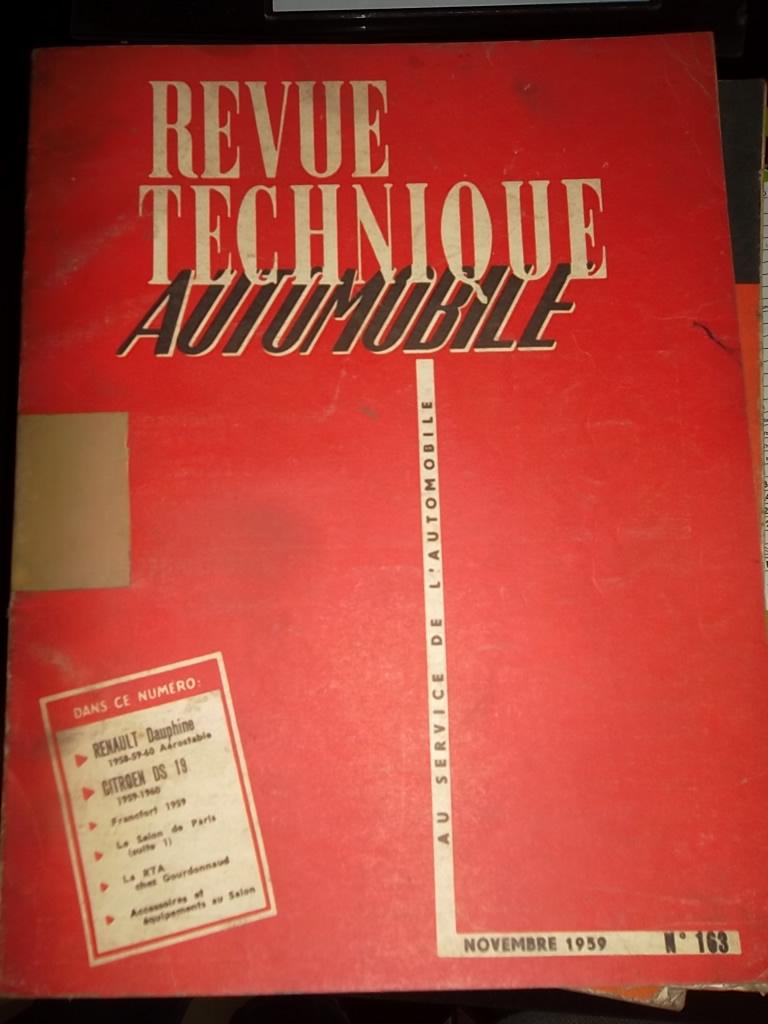 REVUE
TECHNIQUE
AUTOMOBILE
AU SERVICE DE L'AUTOMOBILE
DANS CE NUMÉRO:
RENAULT Dauphine
1958-59-60 Aérostable
CITROEN DS 19
1959-1960
Francfort 1959
Le Salon de Paris
(suite 1)
La RTA
chez Gourdonnaud
Accessoires et
équipements au Salon
NOVEMBRE 1959 N° 163